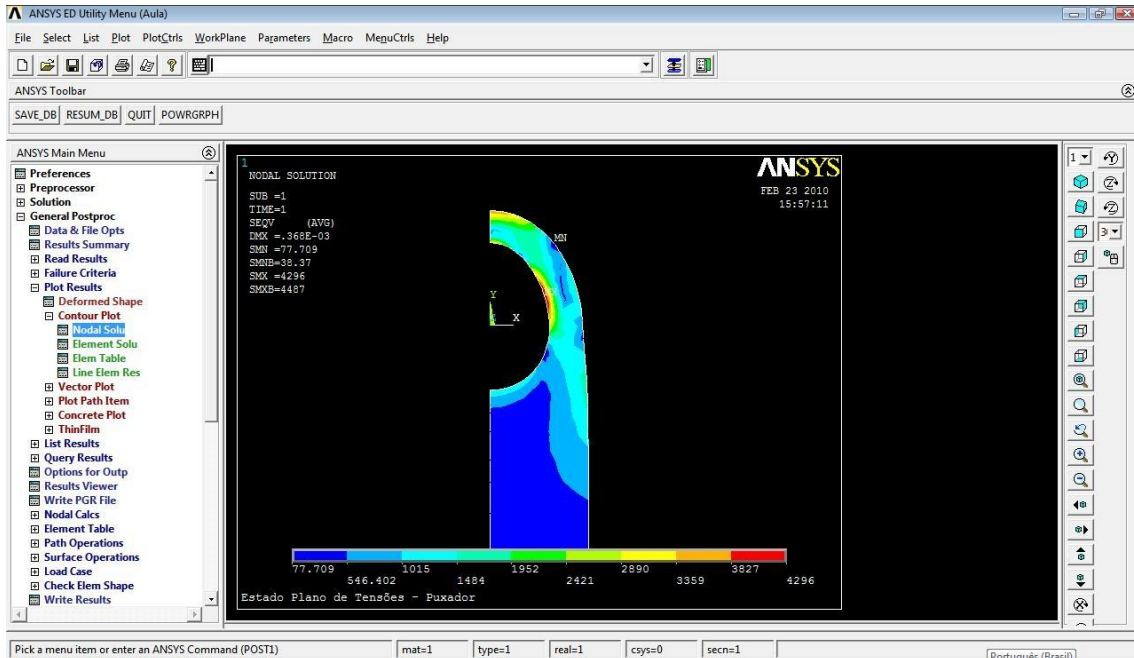 ANSYS ED Utility Menu (Aula)
File Select List Plot PlotCtrls WorkPlane Parameters Macro MenuCtrls Help
ANSYS Toolbar
SAVE_DB RESUM_DB QUIT POWRGRPH
ANSYS Main Menu
Preferences
Preprocessor
Solution
General Postproc
Data & File Opts
Results Summary
Read Results
Failure Criteria
Plot Results
Deformed Shape
Contour Plot
Nodal Solu
Element Solu
Elem Table
Line Elem Res
Vector Plot
Plot Path Item
Concrete Plot
ThinFilm
List Results
Query Results
Options for Outp
Results Viewer
Write PGR File
Nodal Calcs
Element Table
Path Operations
Surface Operations
Load Case
Check Elem Shape
Write Results
1
NODAL SOLUTION
SUB =1
TIME=1
SEQV (AVG)
DMX =.368E-03
SMN =77.709
SMNB=38.37
SMX =4296
SMXB=4487
ANSYS
FEB 23 2010
15:57:11
MN
Y
X
77.709 1015 1952 2890 3827
546.402 1484 2421 3359 4296
Estado Plano de Tensões - Puxador
1
Pick a menu item or enter an ANSYS Command (POST1) mat=1 type=1 real=1 csys=0 secn=1
Português (Brasil)